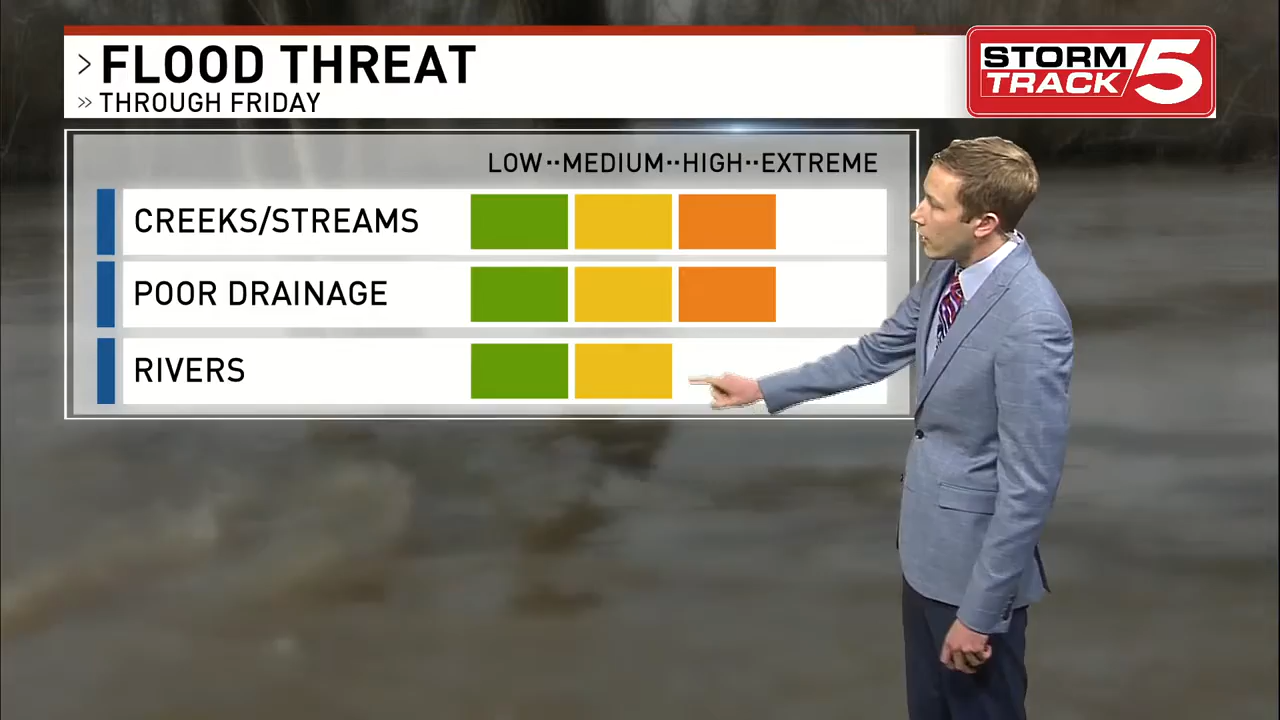 > FLOOD THREAT
» THROUGH FRIDAY
STORM
TRACK 5
LOW··MEDIUM··HIGH··EXTREME
CREEKS/STREAMS
POOR DRAINAGE
RIVERS